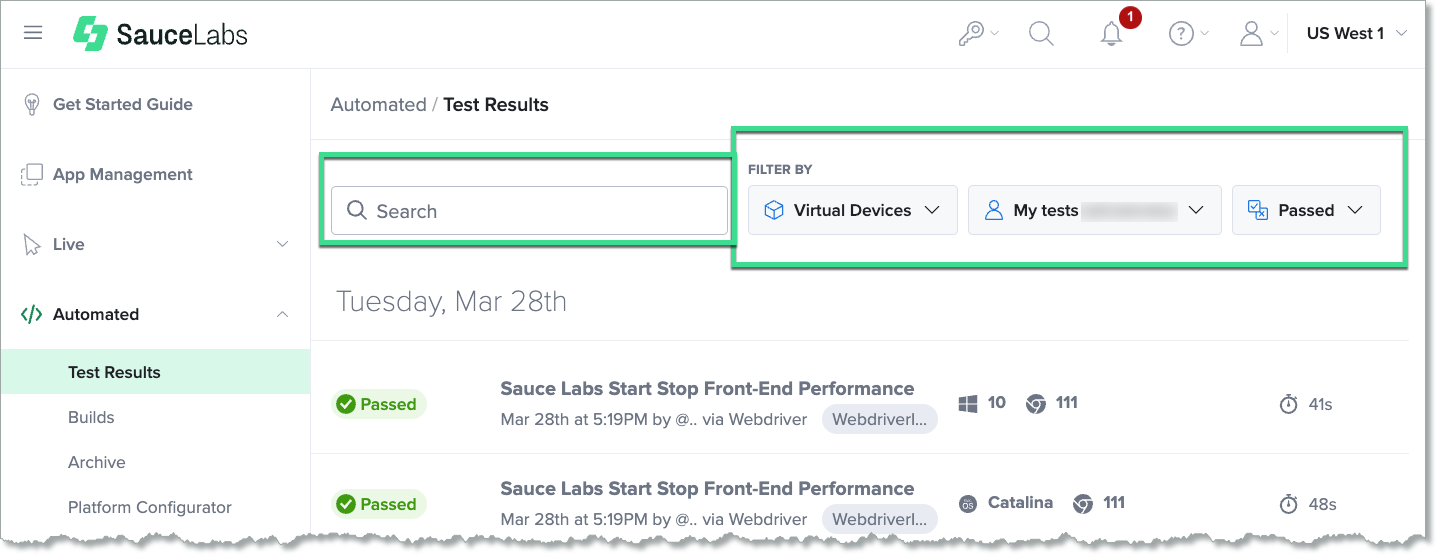 SauceLabs
1
US West 1
Get Started Guide
App Management
Live
Automated
Test Results
Builds
Archive
Platform Configurator
Automated / Test Results
Search
FILTER BY
Virtual Devices
My tests
Passed
Tuesday, Mar 28th
Passed
Sauce Labs Start Stop Front-End Performance
Mar 28th at 5:19PM by @.. via Webdriver
WebdriverI...
10
111
41s
Passed
Sauce Labs Start Stop Front-End Performance
Mar 28th at 5:19PM by @.. via Webdriver
WebdriverI...
Catalina
111
48s